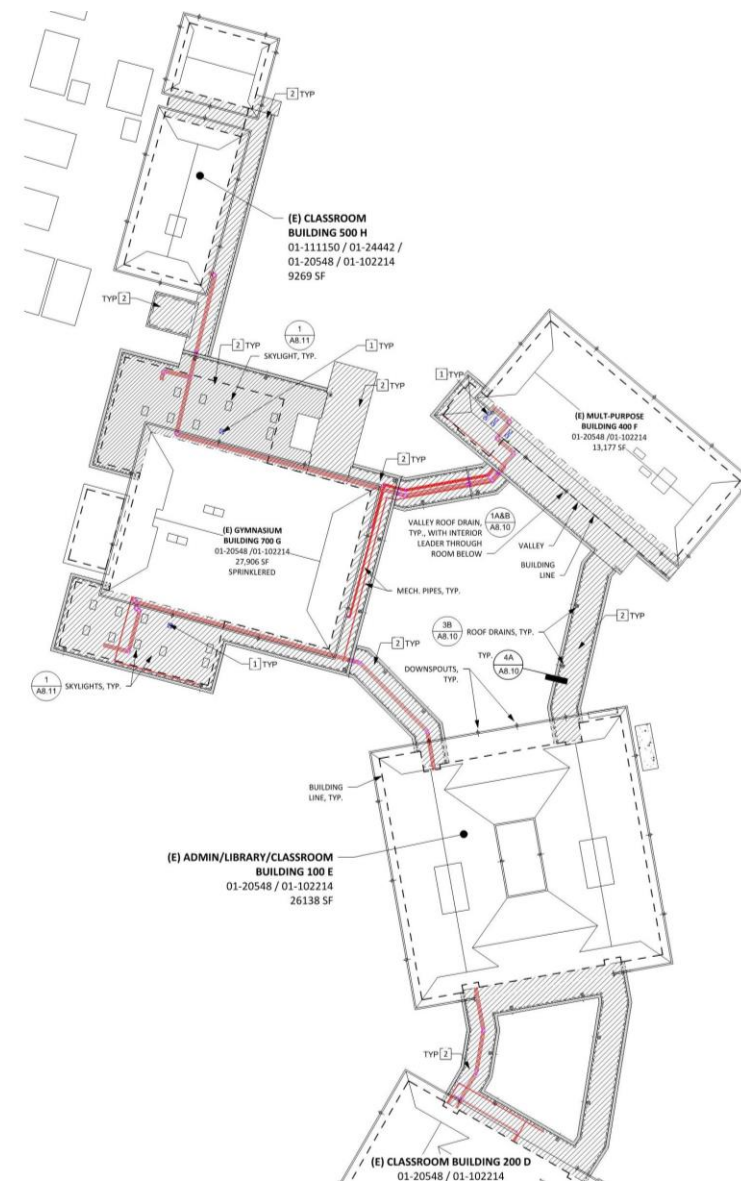 2 TYP
(E) CLASSROOM
BUILDING 500 H
01-111150 / 01-24442 /
01-20548 / 01-102214
9269 SF
TYP 2
1
A8.11
SKYLIGHT, TYP.
2 TYP
1 TYP
2 TYP
1 TYP
(E) MULT-PURPOSE
BUILDING 400 F
01-20548 /01-102214
13,177 SF
2 TYP
VALLEY ROOF DRAIN,
TYP., WITH INTERIOR
LEADER THROUGH
ROOM BELOW
1A&B
A8.10
VALLEY
BUILDING
LINE
(E) GYMNASIUM
BUILDING 700 G
01-20548 /01-102214
27,906 SF
SPRINKLERED
MECH. PIPES, TYP.
3B
A8.10
ROOF DRAINS, TYP.
2 TYP
2 TYP
1 TYP
TYP.
4A
A8.10
DOWNSPOUTS,
TYP.
1
A8.11
SKYLIGHTS, TYP.
BUILDING
LINE, TYP.
(E) ADMIN/LIBRARY/CLASSROOM
BUILDING 100 E
01-20548 / 01-102214
26138 SF
TYP 2
(E) CLASSROOM BUILDING 200 D
01-20548 / 01-102214